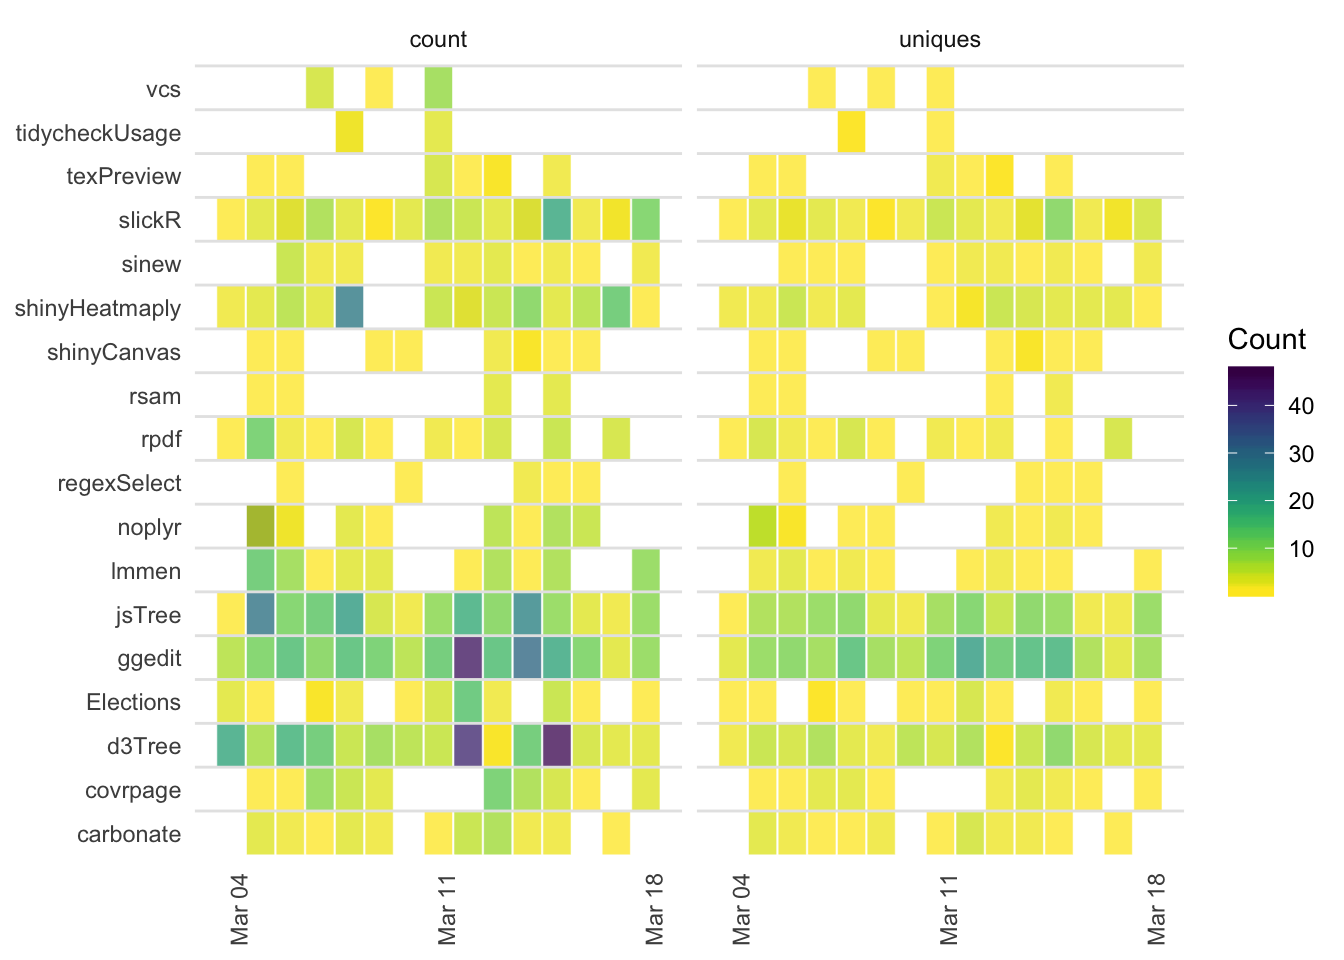 count uniques
vcs
tidycheckUsage
texPreview
slickR
sinew
shinyHeatmaply
shinyCanvas
rsam
rpdf
regexSelect
noplyr
lmmen
jsTree
ggedit
Elections
d3Tree
covrpage
carbonate
Mar 04 Mar 11 Mar 18 Mar 04 Mar 11 Mar 18
Count
40
30
20
10